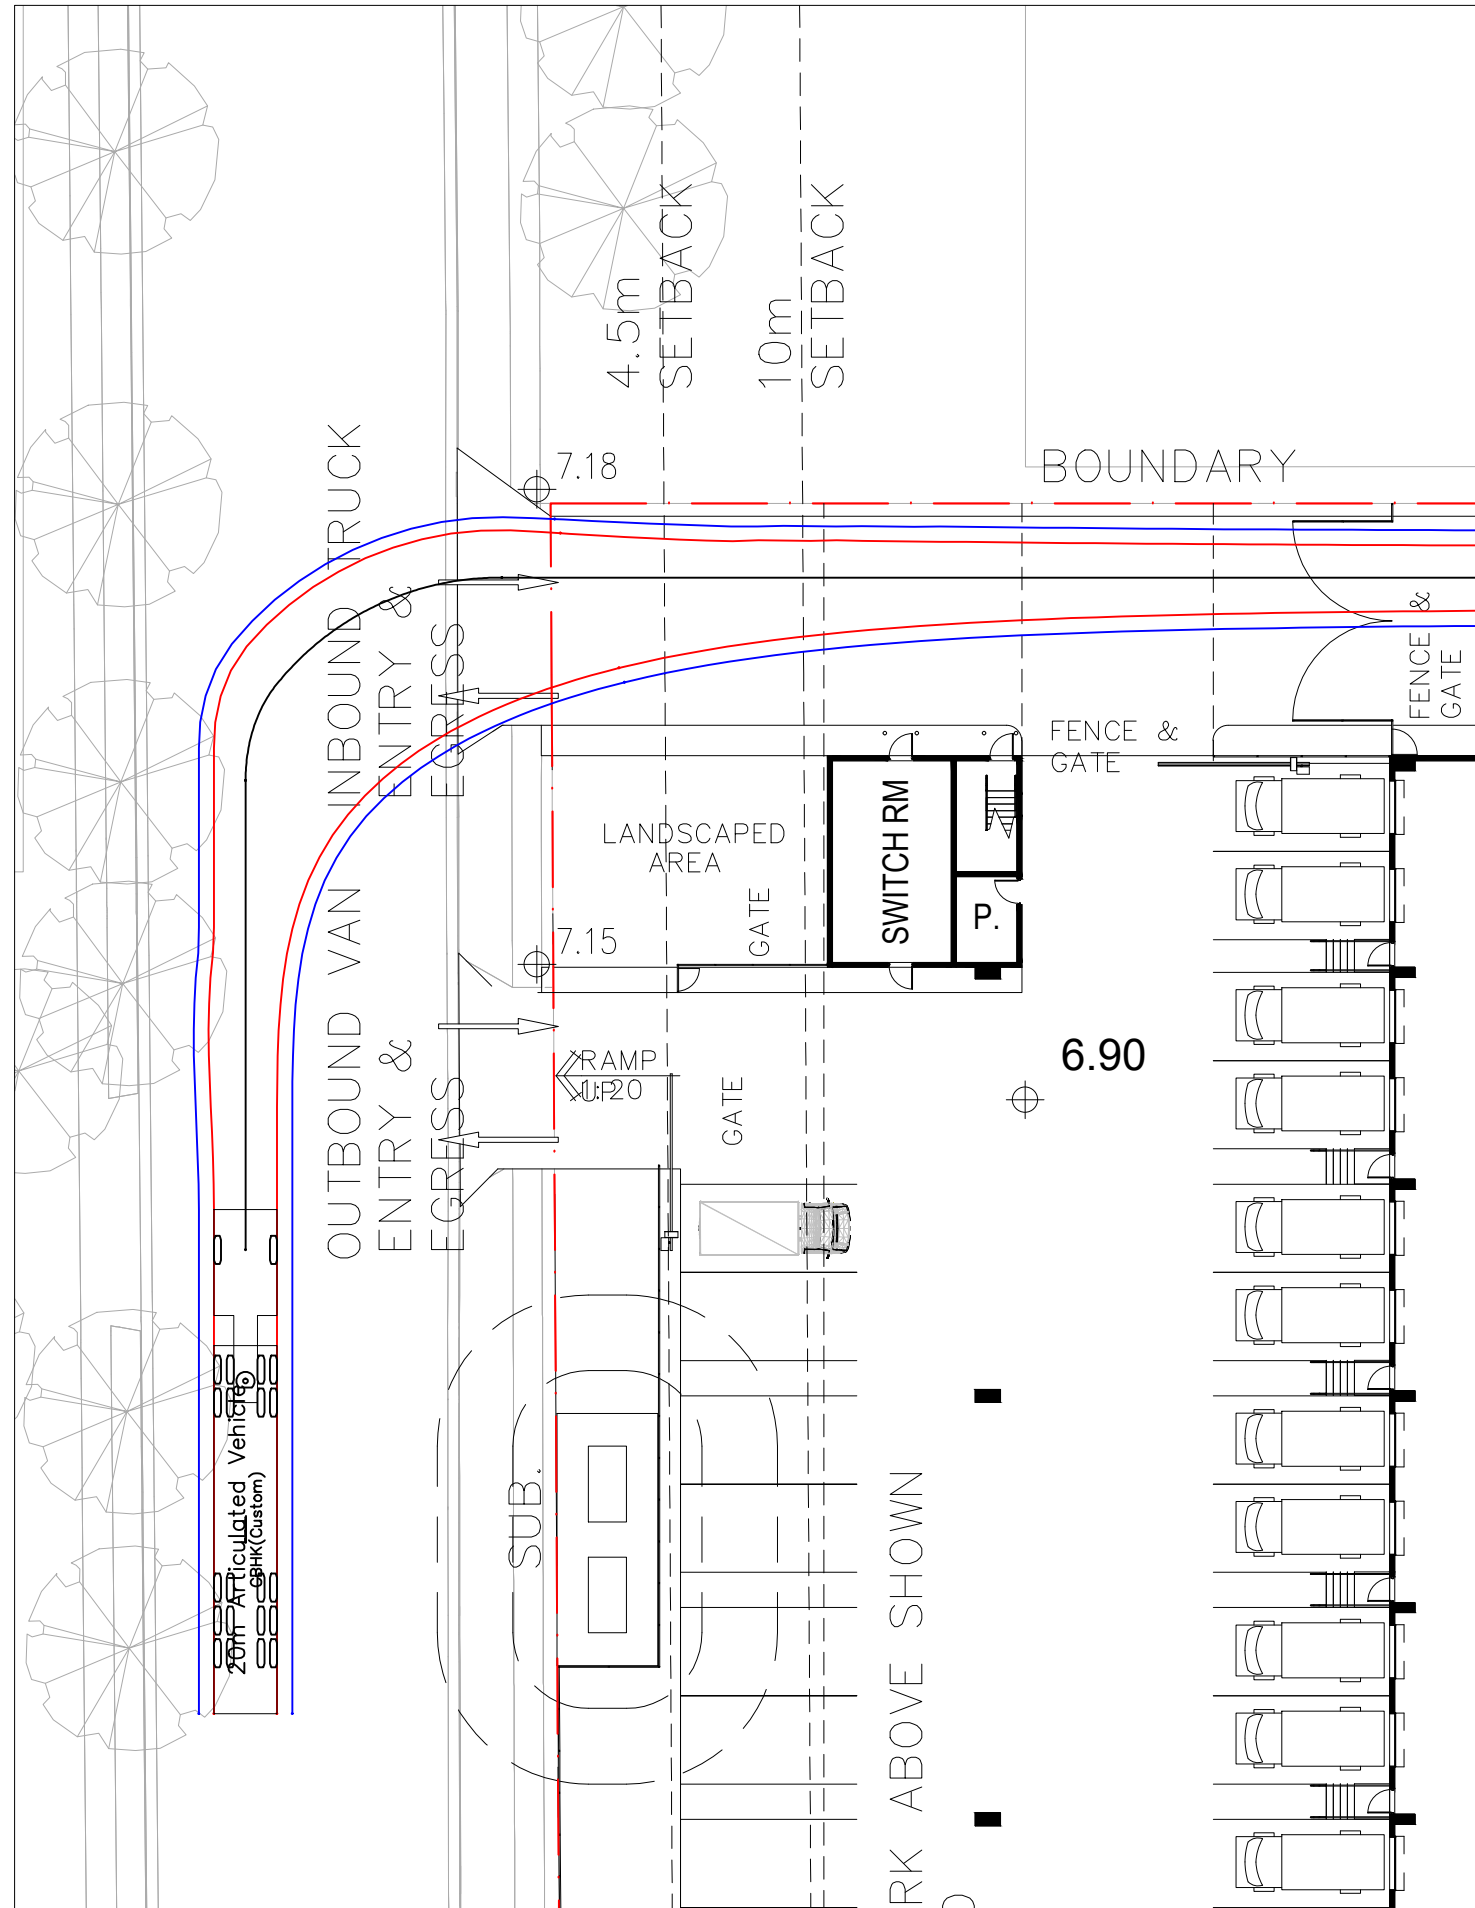 4.5m
SETBACK
10m
SETBACK
7.18
BOUNDARY
INBOUND TRUCK
ENTRY &
EGRESS
FENCE &
GATE
FENCE &
GATE
LANDSCAPED
AREA
SWITCH RM
P.
GATE
7.15
OUTBOUND VAN
ENTRY &
EGRESS
RAMP
UP 1:20
GATE
6.90
20m Articulated Vehicle
CBHK(Custom)
SUB.
RK ABOVE SHOWN